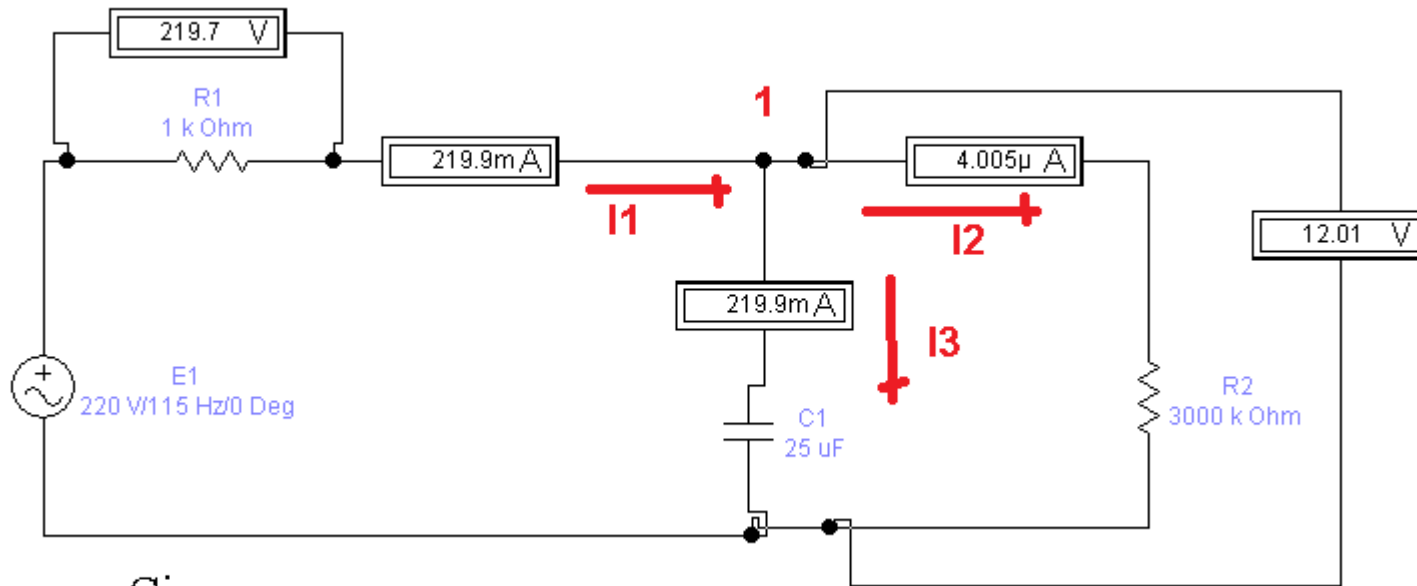 219.7 V
R1
1 k Ohm
1
219.9m A
4.005µ A
I1
I2
12.01 V
219.9m A
I3
E1
220 V/115 Hz/0 Deg
R2
3000 k Ohm
C1
25 uF